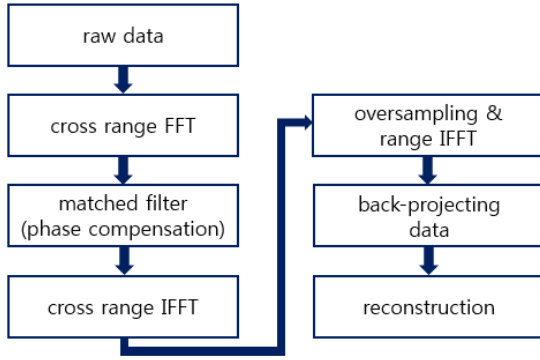 raw data
cross range FFT
matched filter
(phase compensation)
cross range IFFT
oversampling &
range IFFT
back-projecting
data
reconstruction